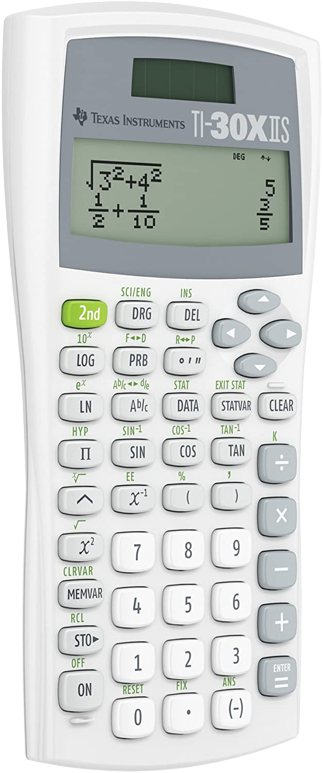 TEXAS INSTRUMENTS TI-30X IIS
DEG ↑↓
√3²+4² 5
1/2+1/10 3/5
SCI/ENG INS
2nd DRG DEL
10ˣ F◄►D R◄►P
LOG PRB ° ' "
eˣ Ab/c◄►d/e STAT EXIT STAT
LN Ab/c DATA STATVAR CLEAR
HYP SIN⁻¹ COS⁻¹ TAN⁻¹ K
π SIN COS TAN ÷
ˣ√ EE % ,
^ x⁻¹ ( ) ×
√
x² 7 8 9
CLRVAR
MEMVAR 4 5 6 −
RCL
STO► 1 2 3 +
OFF
ON
RESET FIX ANS ENTER
0 . (-) =